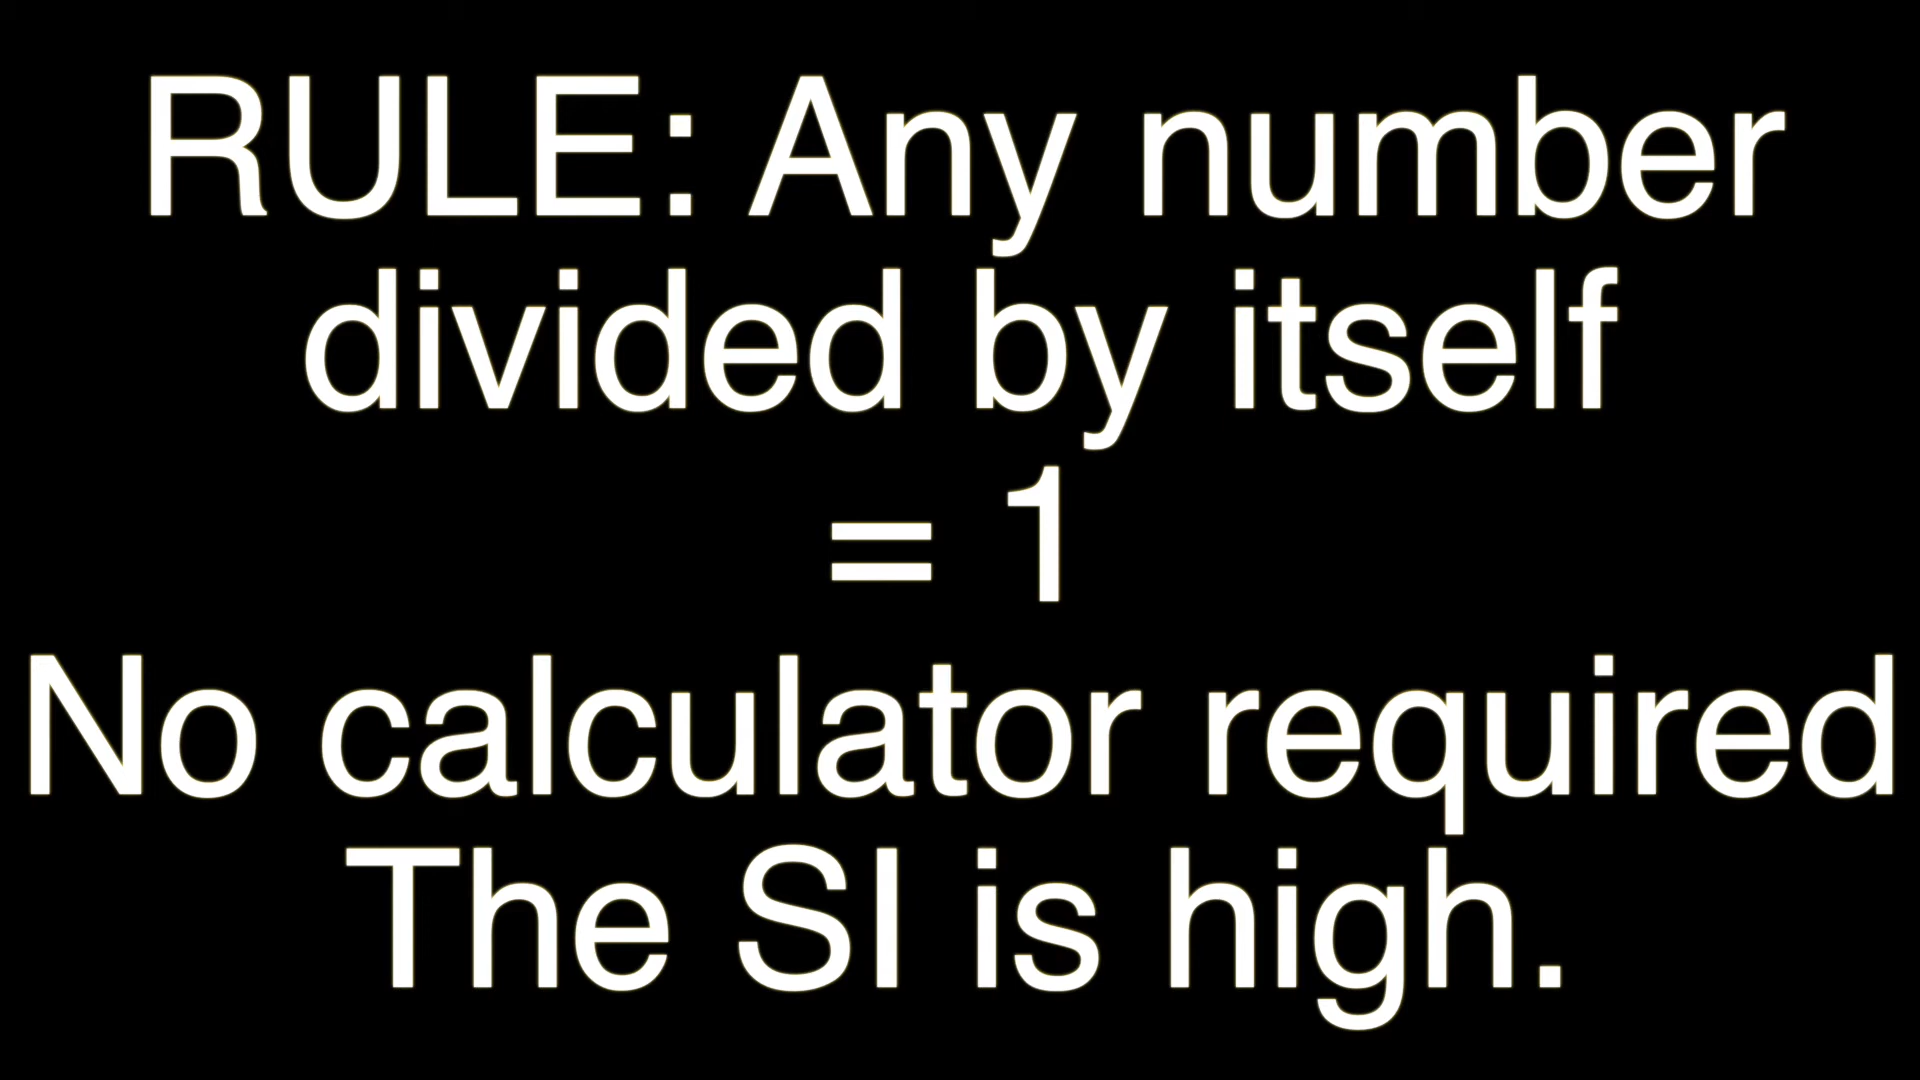 RULE: Any number
divided by itself
= 1
No calculator required
The SI is high.